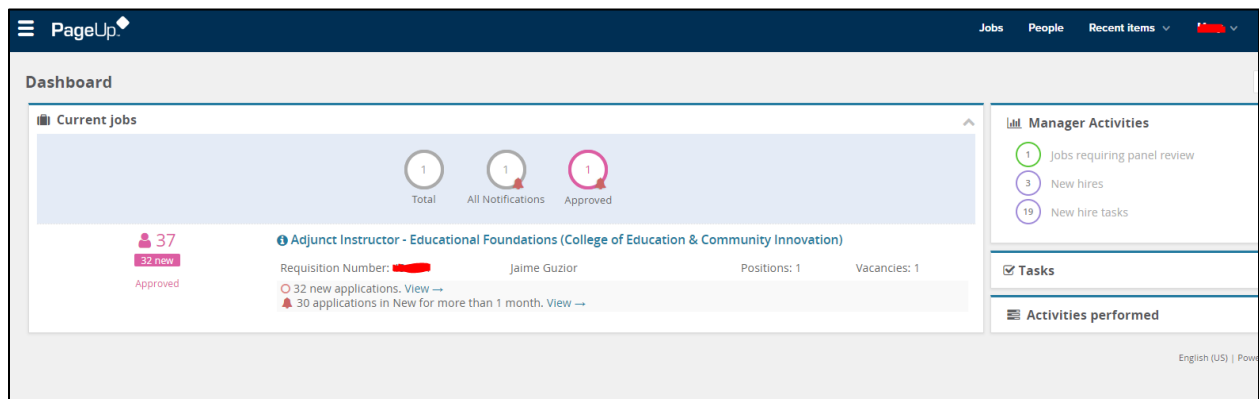 PageUp
Jobs People Recent items
Dashboard
Current jobs
1 1 1
Total All Notifications Approved
37
32 new
Approved
Adjunct Instructor - Educational Foundations (College of Education & Community Innovation)
Requisition Number: Jaime Guzior Positions: 1 Vacancies: 1
32 new applications. View →
30 applications in New for more than 1 month. View →
Manager Activities
1 Jobs requiring panel review
3 New hires
19 New hire tasks
Tasks
Activities performed
English (US) |